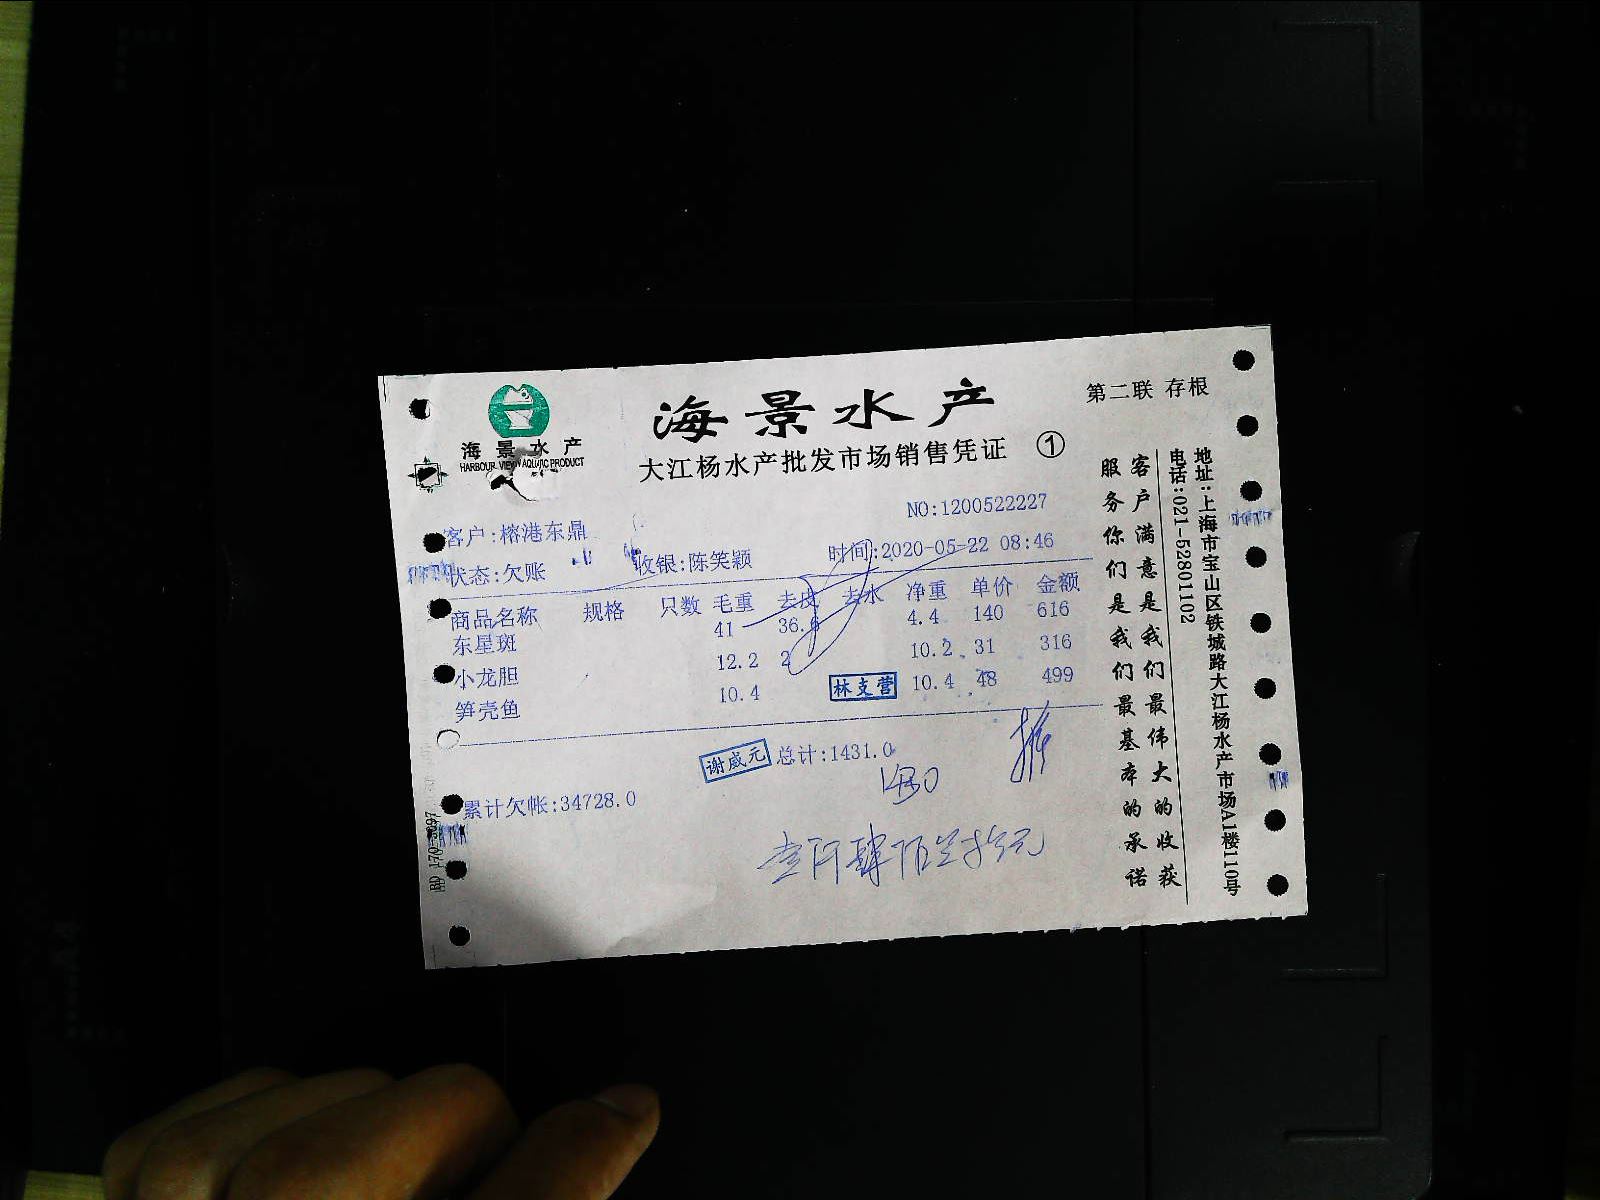 海景水产
HARBOUR VIEW AQUATIC PRODUCT
海景水产
第二联 存根
大江杨水产批发市场销售凭证 ①
NO:1200522227
客户:榕港东鼎
状态:欠账 收银:陈笑颖 时间:2020-05-22 08:46
商品名称 规格 只数 毛重 去皮 去水 净重 单价 金额
东星斑 41 36.6 4.4 140 616
小龙胆 12.2 2 10.2 31 316
笋壳鱼 10.4 10.4 48 499
林支营
谢威元 总计:1431.0
1430
累计欠帐:34728.0
壹仟肆佰叁拾元
客户满意是我们最伟大的收获
服务你们是我们最基本的承诺
地址:上海市宝山区铁城路大江杨水产市场A1楼110号
电话:021-52801102